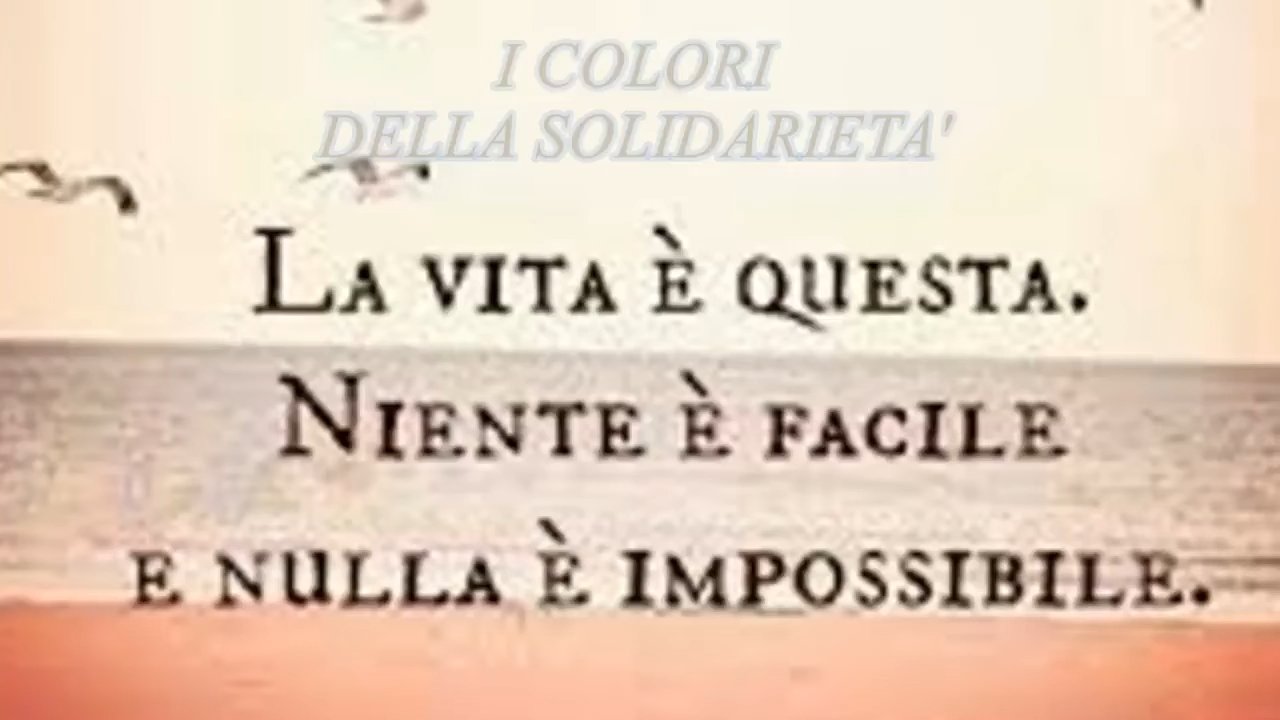 I COLORI
DELLA SOLIDARIETA'
LA VITA È QUESTA.
NIENTE È FACILE
E NULLA È IMPOSSIBILE.